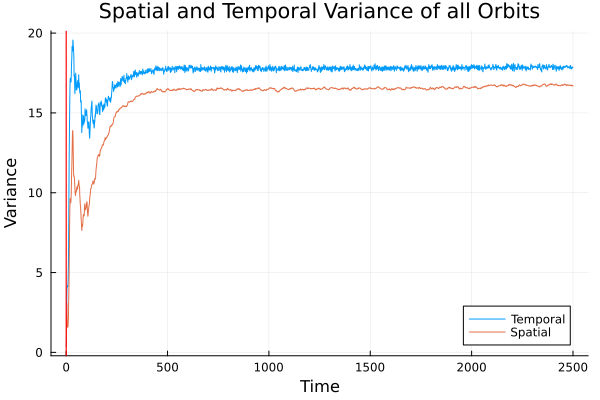 Spatial and Temporal Variance of all Orbits
20
15
10
5
0
Variance
0 500 1000 1500 2000 2500
Time
Temporal
Spatial